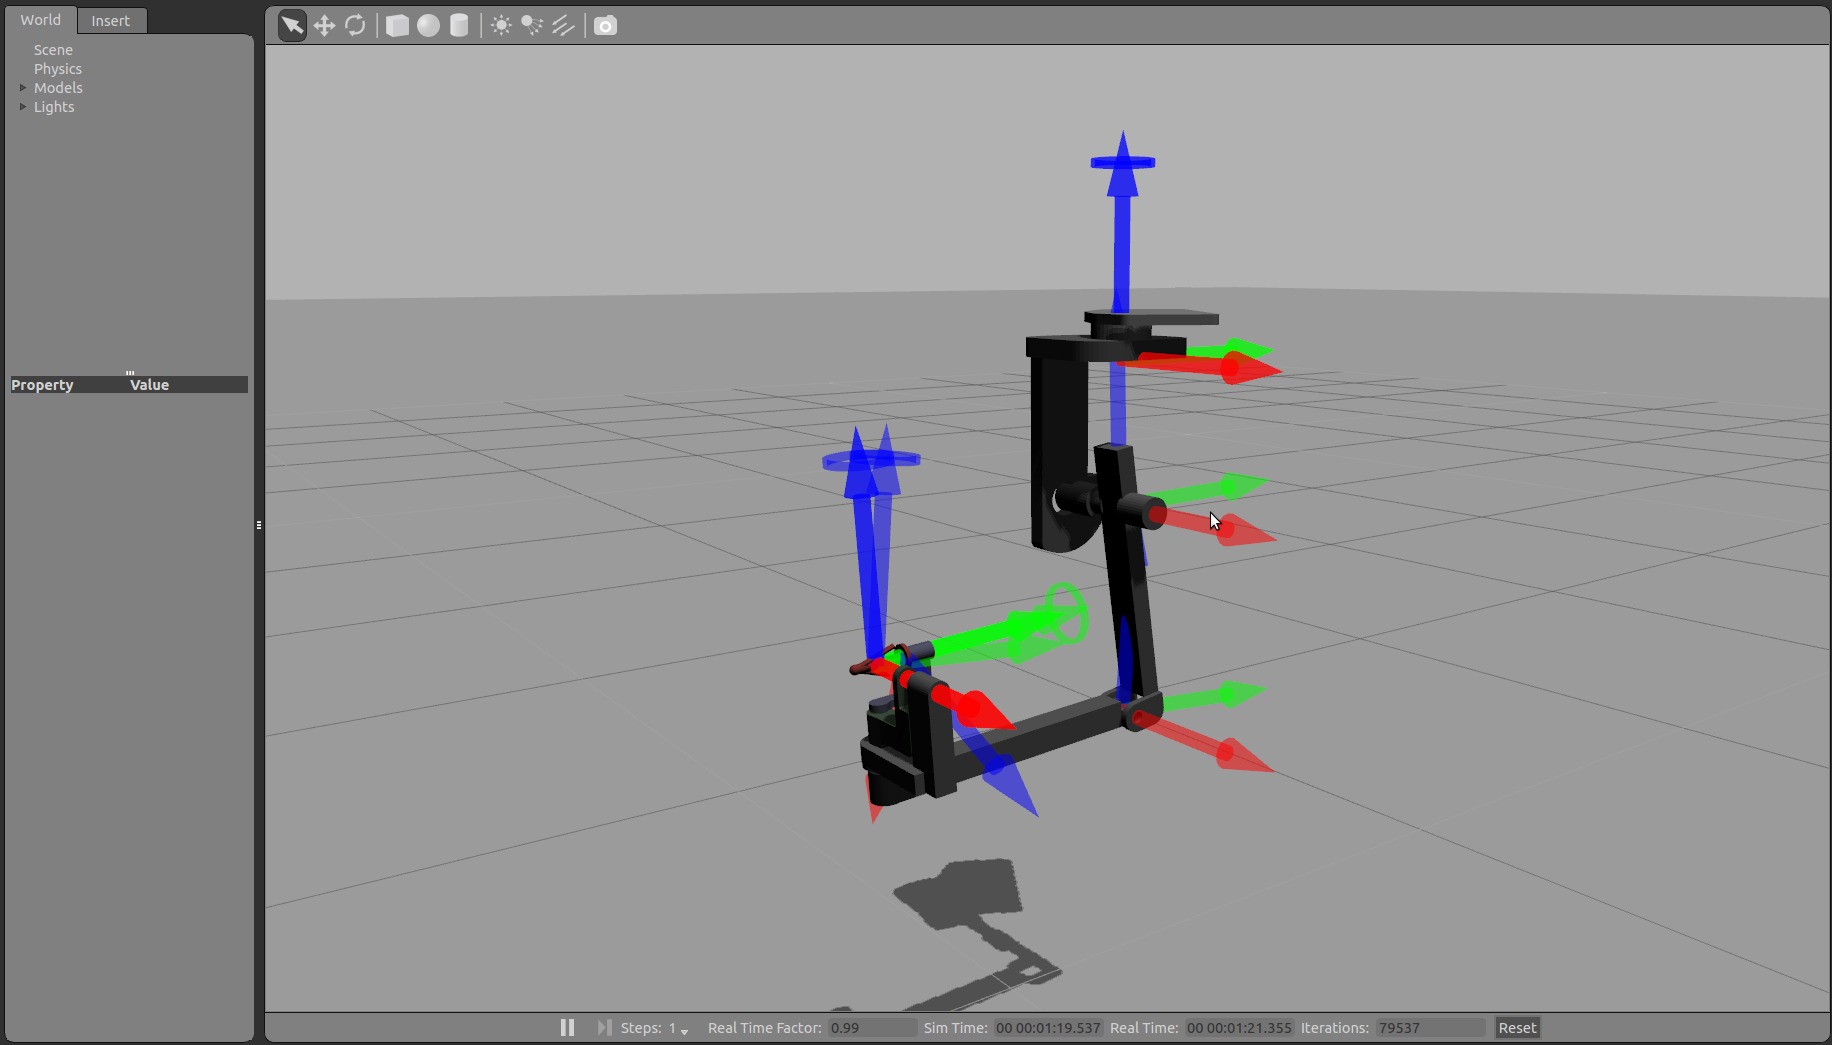 World Insert
Scene
Physics
Models
Lights
Property Value
Steps: 1 Real Time Factor: 0.99 Sim Time: 00 00:01:19.537 Real Time: 00 00:01:21.355 Iterations: 79537 Reset